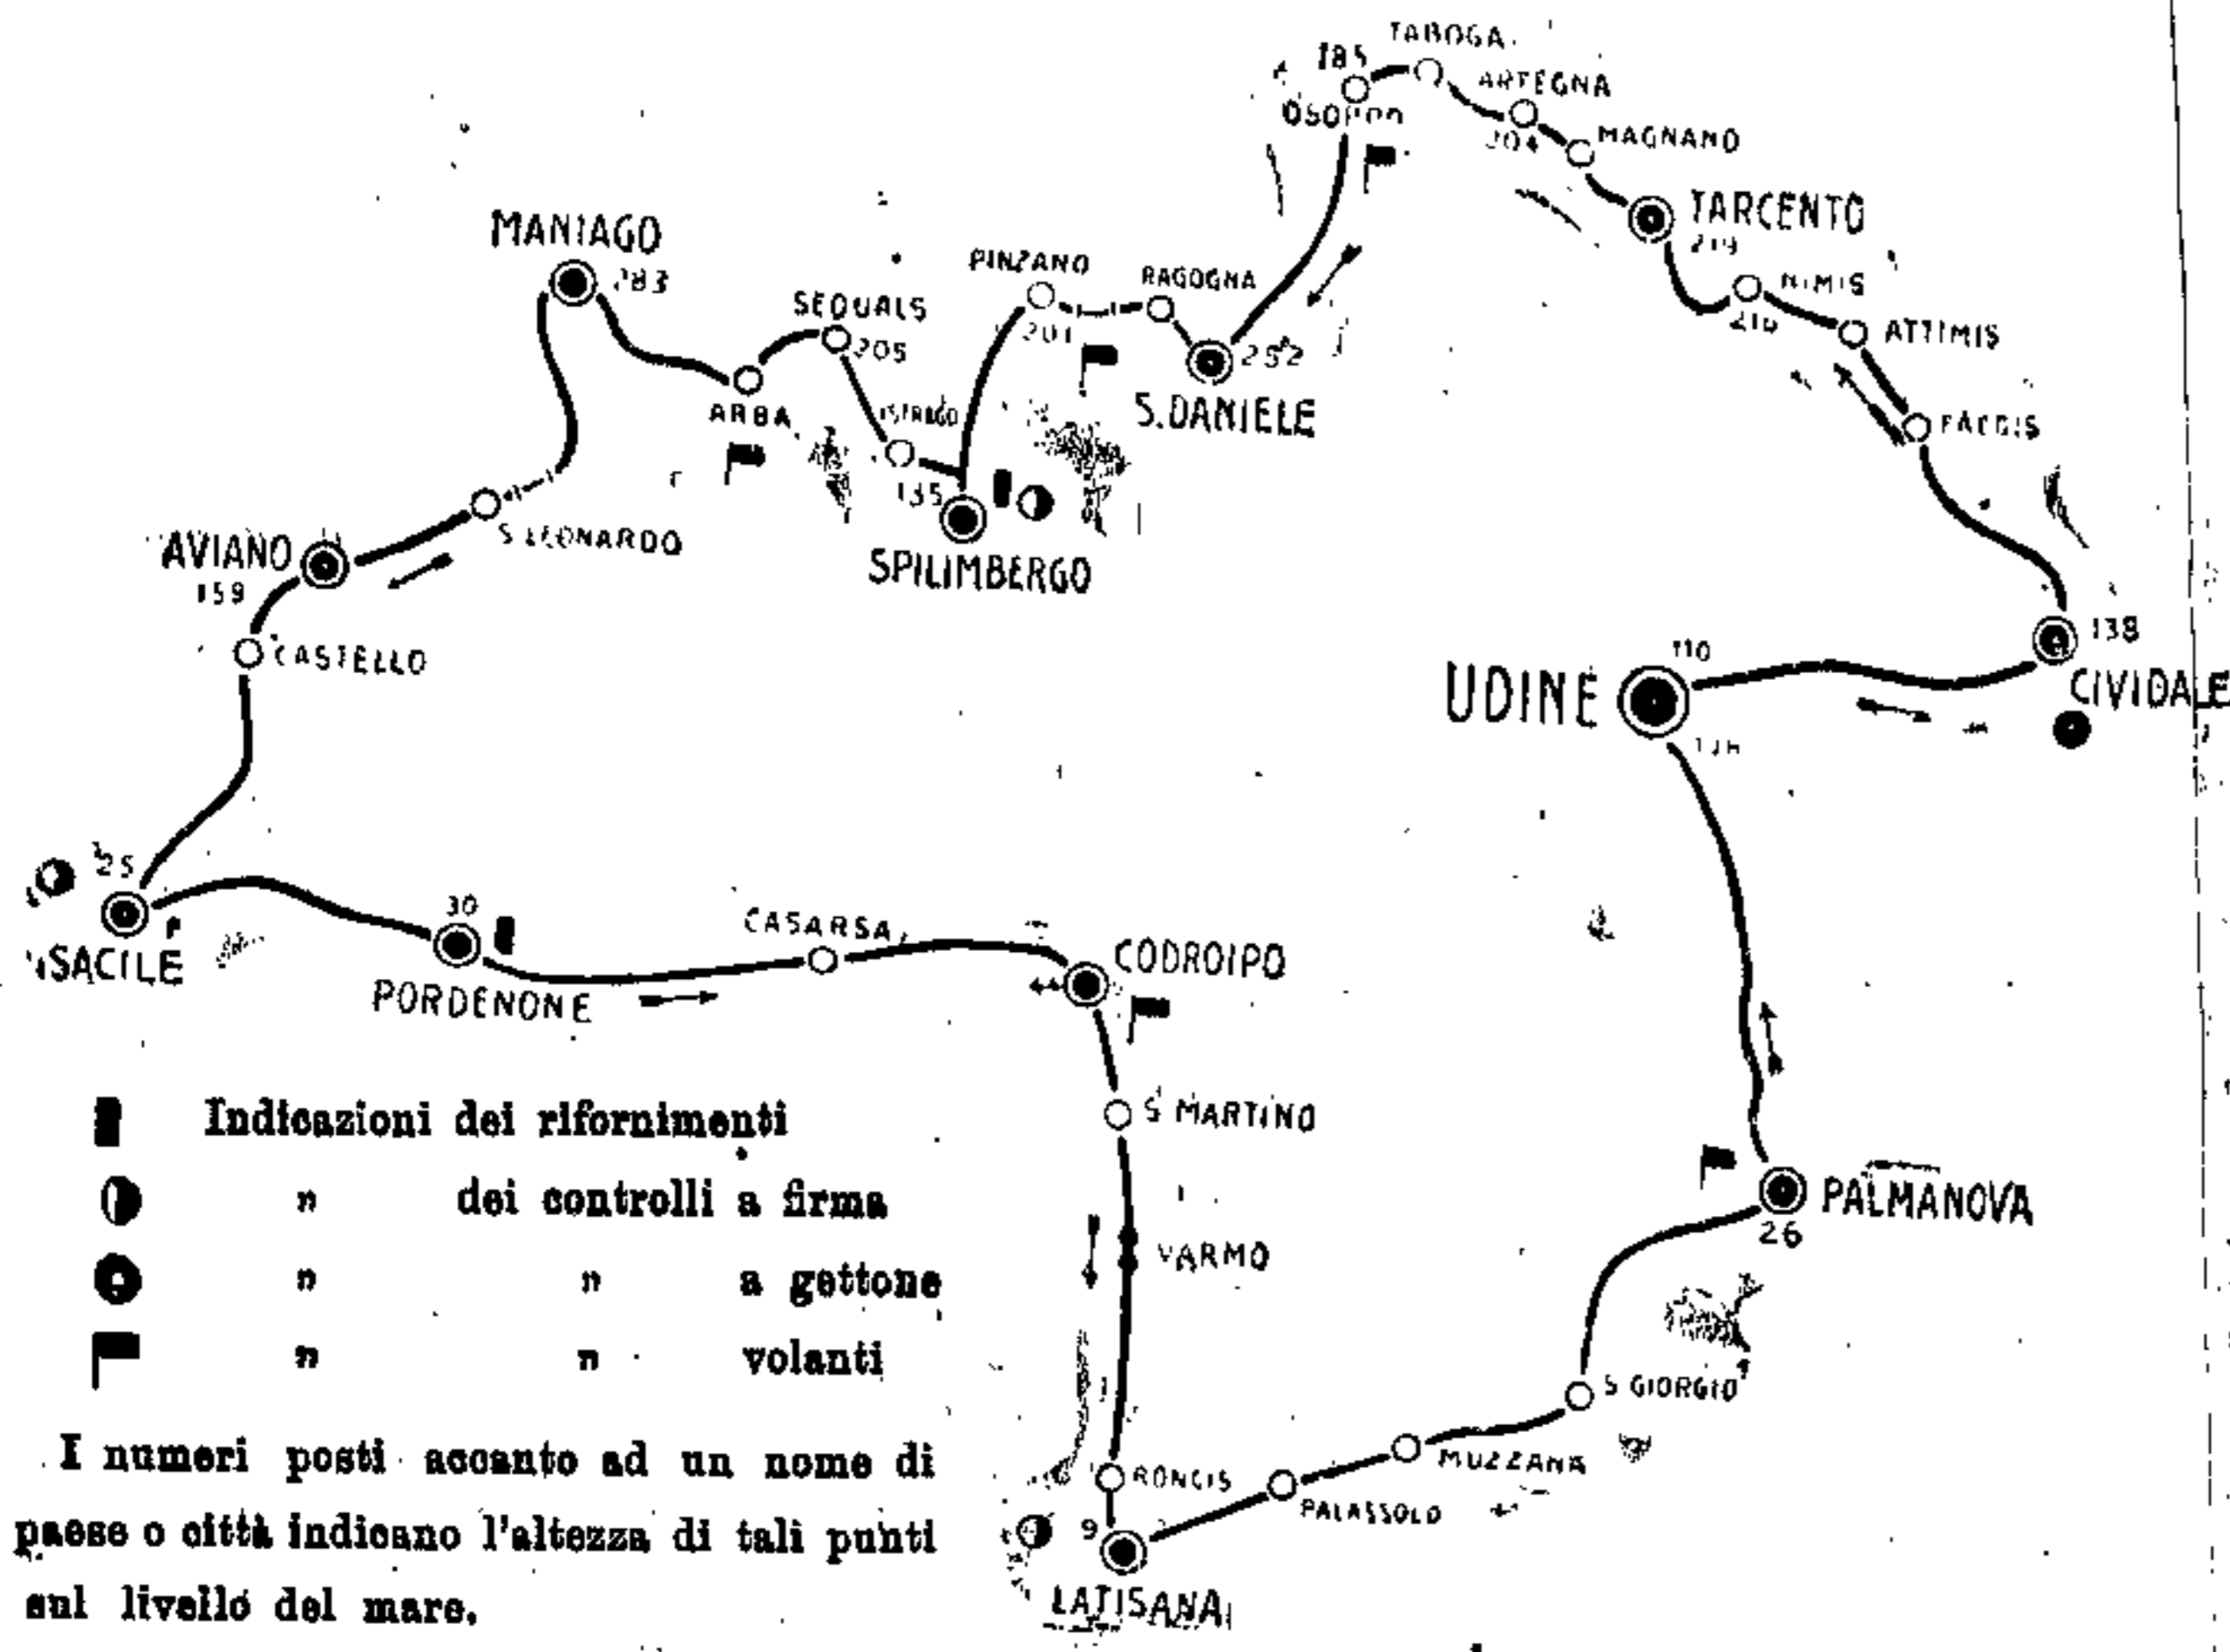 TABOGA
185
ARTEGNA
OSOPPO
204
MAGNANO
MANIAGO
TARCENTO
219
283
PINZANO
RAGOGNA
NIMIS
SEQUALS
201
ATTIMIS
205
252
ARBA
ISTRAGO
S. DANIELE
FAEDIS
135
AVIANO
S. LEONARDO
SPILIMBERGO
159
138
CASTELLO
110
UDINE
CIVIDALE
25
30
CASARSA
SACILE
CODROIPO
PORDENONE
44
Indicazioni dei rifornimenti
S. MARTINO
" dei controlli a firma
PALMANOVA
26
VARMO
" " a gettone
" " volanti
S. GIORGIO
I numeri posti accanto ad un nome di
MUZZANA
RONCIS
PALASSOLO
paese o città indicano l'altezza di tali punti
9
sul livello del mare.
LATISANA